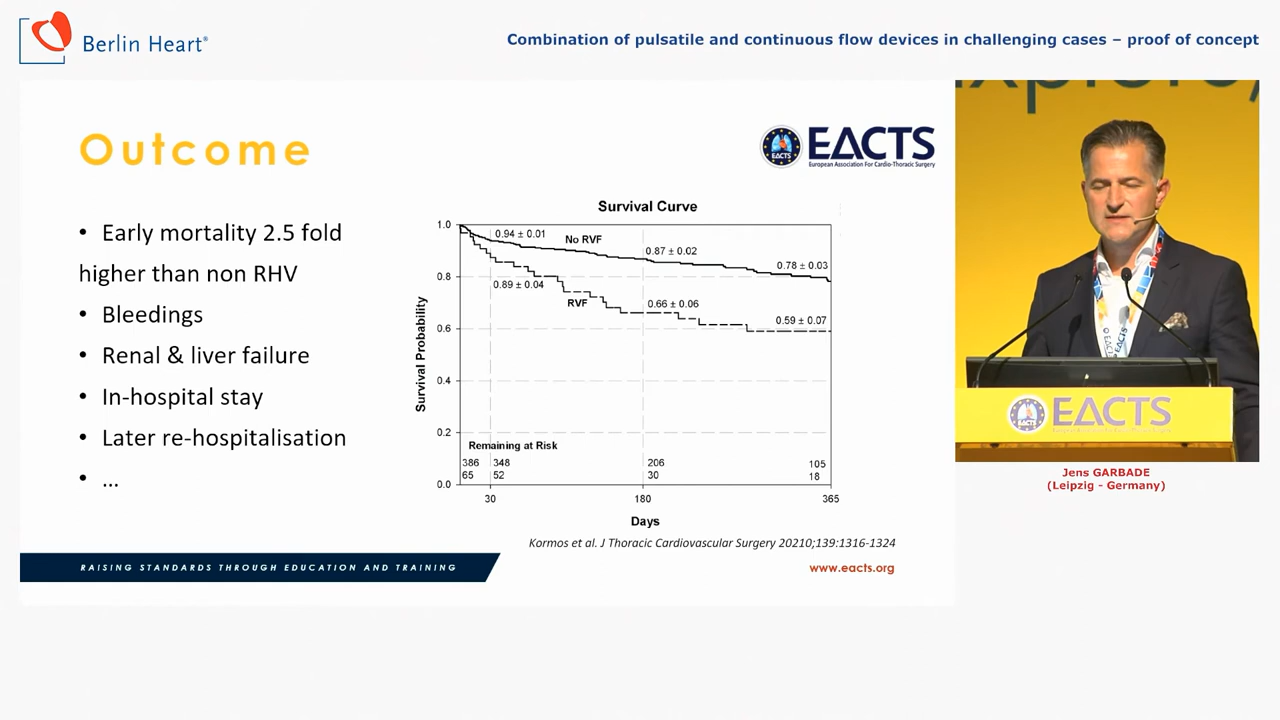 Berlin Heart®
Combination of pulsatile and continuous flow devices in challenging cases – proof of concept
Outcome
EACTS
EACTS
European Association For Cardio-Thoracic Surgery
• Early mortality 2.5 fold
higher than non RHV
• Bleedings
• Renal & liver failure
• In-hospital stay
• Later re-hospitalisation
• ...
Survival Curve
Survival Probability
1.0
0.8
0.6
0.4
0.2
0.0
0.94 ± 0.01
No RVF
0.87 ± 0.02
0.78 ± 0.03
0.89 ± 0.04
RVF
0.66 ± 0.06
0.59 ± 0.07
Remaining at Risk
386 348 206 105
65 52 30 18
30 180 365
Days
Kormos et al. J Thoracic Cardiovascular Surgery 20210;139:1316-1324
RAISING STANDARDS THROUGH EDUCATION AND TRAINING
www.eacts.org
EACTS
EACTS
Jens GARBADE
(Leipzig - Germany)